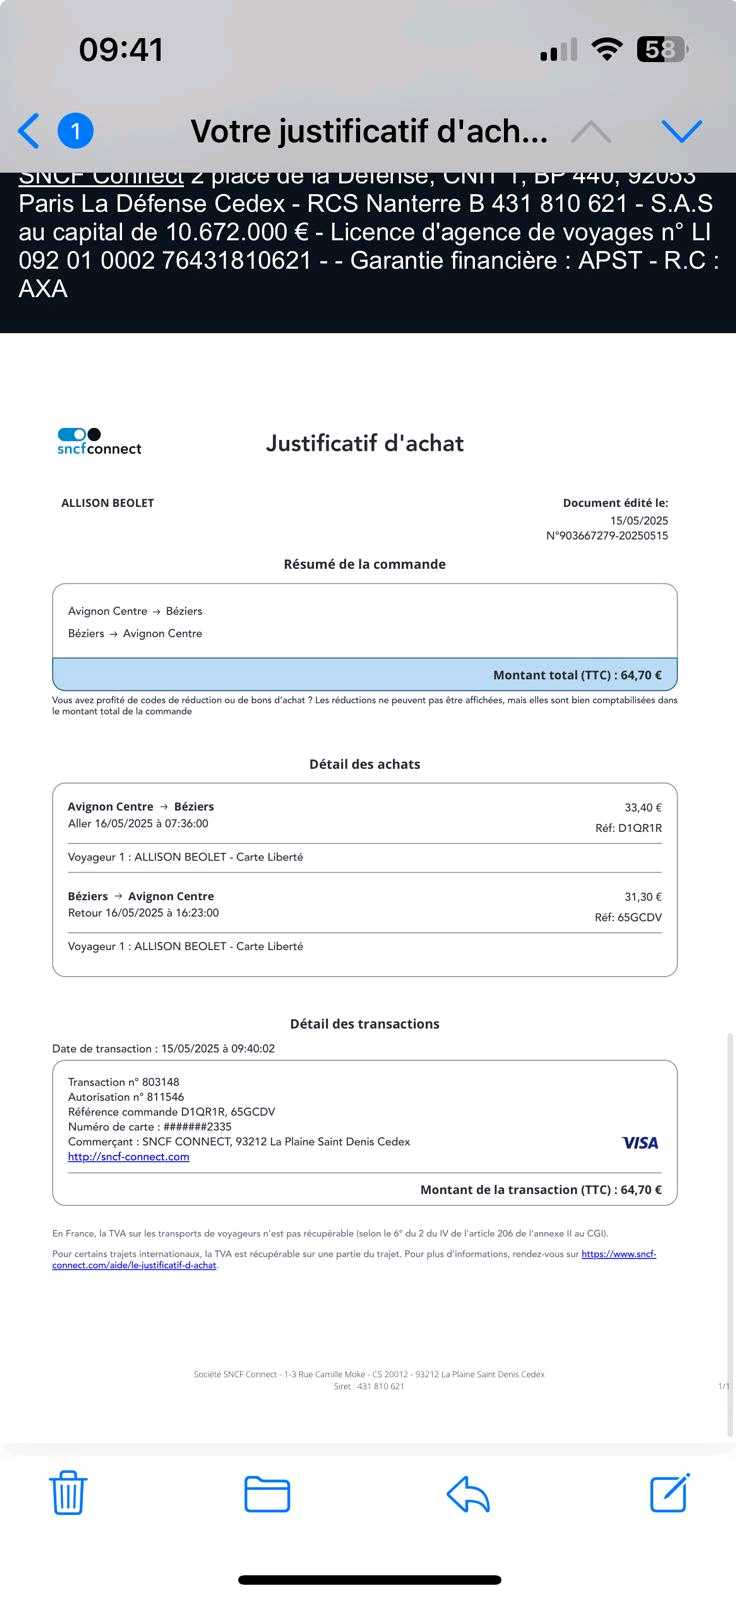 09:41
58
1
Votre justificatif d'ach...
SNCF Connect 2 place de la Défense, CNIT 1, BP 440, 92053
Paris La Défense Cedex - RCS Nanterre B 431 810 621 - S.A.S
au capital de 10.672.000 € - Licence d'agence de voyages n° LI
092 01 0002 76431810621 - - Garantie financière : APST - R.C :
AXA
sncfconnect
Justificatif d'achat
ALLISON BEOLET
Document édité le:
15/05/2025
N°903667279-20250515
Résumé de la commande
Avignon Centre → Béziers
Béziers → Avignon Centre
Montant total (TTC) : 64,70 €
Vous avez profité de codes de réduction ou de bons d'achat ? Les réductions ne peuvent pas être affichées, mais elles sont bien comptabilisées dans
le montant total de la commande
Détail des achats
Avignon Centre → Béziers
33,40 €
Aller 16/05/2025 à 07:36:00
Réf: D1QR1R
Voyageur 1 : ALLISON BEOLET - Carte Liberté
Béziers → Avignon Centre
31,30 €
Retour 16/05/2025 à 16:23:00
Réf: 65GCDV
Voyageur 1 : ALLISON BEOLET - Carte Liberté
Détail des transactions
Date de transaction : 15/05/2025 à 09:40:02
Transaction n° 803148
Autorisation n° 811546
Référence commande D1QR1R, 65GCDV
Numéro de carte : #######2335
Commerçant : SNCF CONNECT, 93212 La Plaine Saint Denis Cedex
VISA
http://sncf-connect.com
Montant de la transaction (TTC) : 64,70 €
En France, la TVA sur les transports de voyageurs n'est pas récupérable (selon le 6° du 2 du IV de l'article 206 de l'annexe II au CGI).
Pour certains trajets internationaux, la TVA est récupérable sur une partie du trajet. Pour plus d'informations, rendez-vous sur https://www.sncf-
connect.com/aide/le-justificatif-d-achat.
Société SNCF Connect - 1-3 Rue Camille Moke - CS 20012 - 93212 La Plaine Saint Denis Cedex
Siret : 431 810 621
1/1